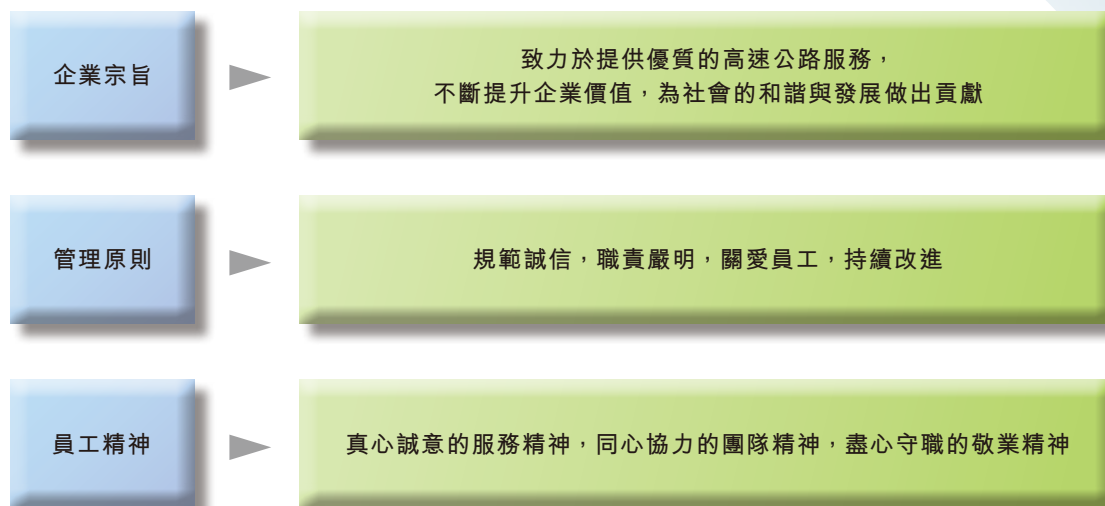 企業宗旨
致力於提供優質的高速公路服務，
不斷提升企業價值，為社會的和諧與發展做出貢獻
管理原則
規範誠信，職責嚴明，關愛員工，持續改進
員工精神
真心誠意的服務精神，同心協力的團隊精神，盡心守職的敬業精神